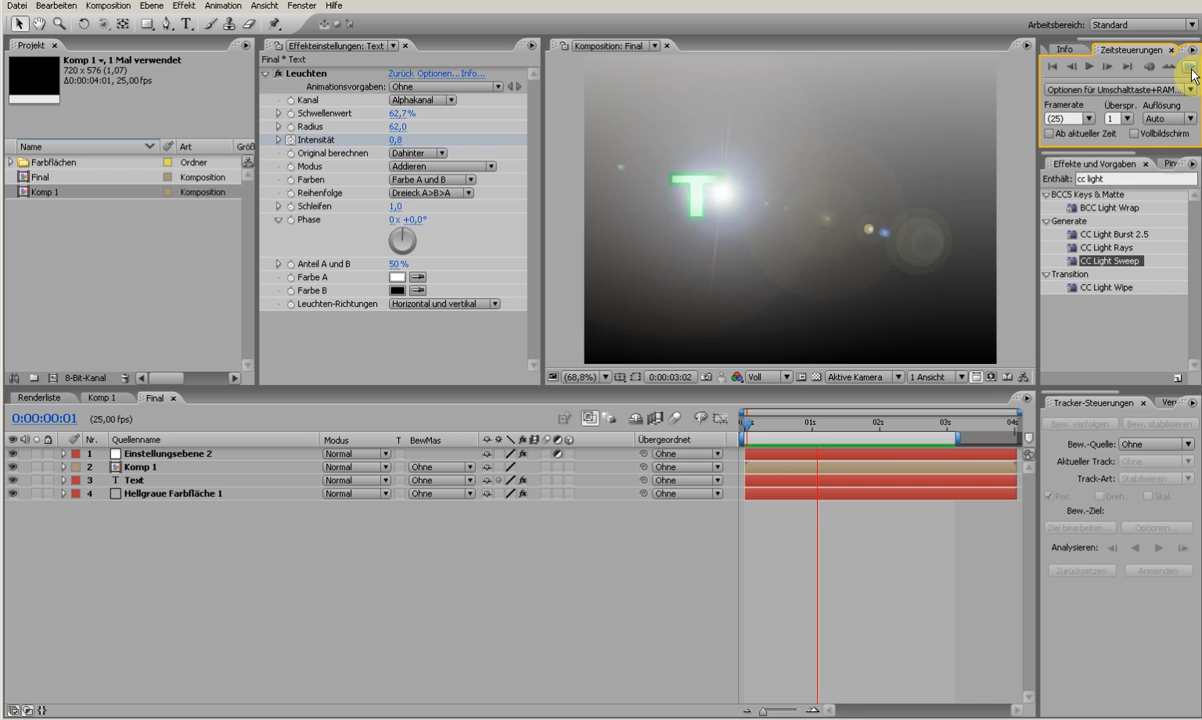 Datei Bearbeiten Komposition Ebene Effekt Animation Ansicht Fenster Hilfe
Arbeitsbereich: Standard
Projekt
Komp 1, 1 Mal verwendet
720 x 576 (1,07)
Δ0:00:04:01, 25,00 fps
Name Art Größ
Farbflächen Ordner
Final Komposition
Komp 1 Komposition
8-Bit-Kanal
Effekteinstellungen: Text
Final * Text
fx Leuchten Zurück Optionen... Info...
Animationsvorgaben: Ohne
Kanal Alphakanal
Schwellenwert 62,7%
Radius 62,0
Intensität 0,8
Original berechnen Dahinter
Modus Addieren
Farben Farbe A und B
Reihenfolge Dreieck A>B>A
Schleifen 1,0
Phase 0 x +0,0°
Anteil A und B 50 %
Farbe A
Farbe B
Leuchten-Richtungen Horizontal und vertikal
Komposition: Final
T
(68,8%) 0:00:03:02 Voll Aktive Kamera 1 Ansicht
Info Zeitsteuerungen
Optionen für Umschalttaste+RAM...
Framerate Überspr. Auflösung
(25) 1 Auto
Ab aktueller Zeit Vollbildschirm
Effekte und Vorgaben
Enthält: cc light
BCC5 Keys & Matte
BCC Light Wrap
Generate
CC Light Burst 2.5
CC Light Rays
CC Light Sweep
Transition
CC Light Wipe
Renderliste Komp 1 Final
0:00:00:01 (25,00 fps)
Nr. Quellenname Modus T BewMas Übergeordnet
1 Einstellungsebene 2 Normal Ohne
2 Komp 1 Normal Ohne Ohne
3 T Text Normal Ohne Ohne
4 Hellgraue Farbfläche 1 Normal Ohne Ohne
01s 02s 03s 04s
Tracker-Steuerungen
Bew. verfolgen Bew. stabilisieren
Bew.-Quelle: Ohne
Aktueller Track: Ohne
Track-Art: Stabilisieren
Pos. Dreh. Skal.
Bew.-Ziel:
Ziel bearbeiten... Optionen...
Analysieren:
Zurücksetzen Anwenden